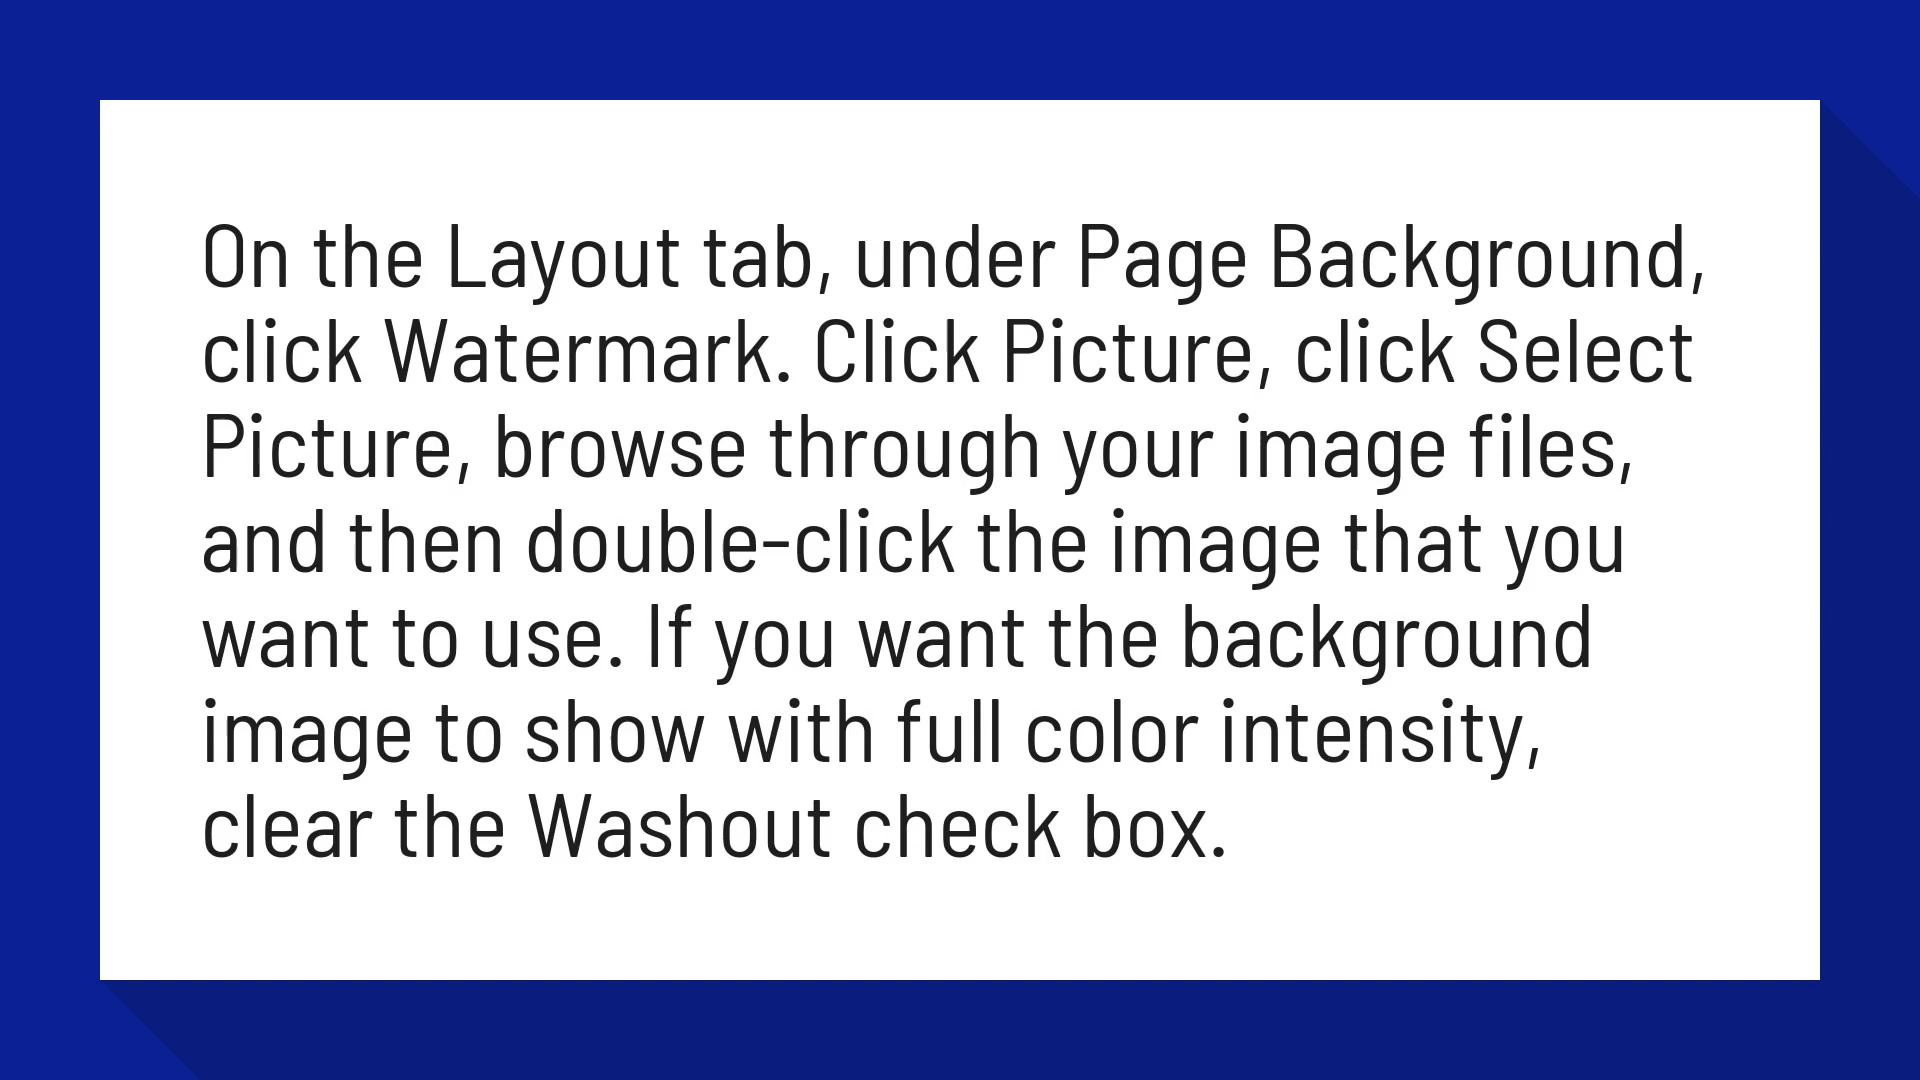 On the Layout tab, under Page Background,
click Watermark. Click Picture, click Select
Picture, browse through your image files,
and then double-click the image that you
want to use. If you want the background
image to show with full color intensity,
clear the Washout check box.